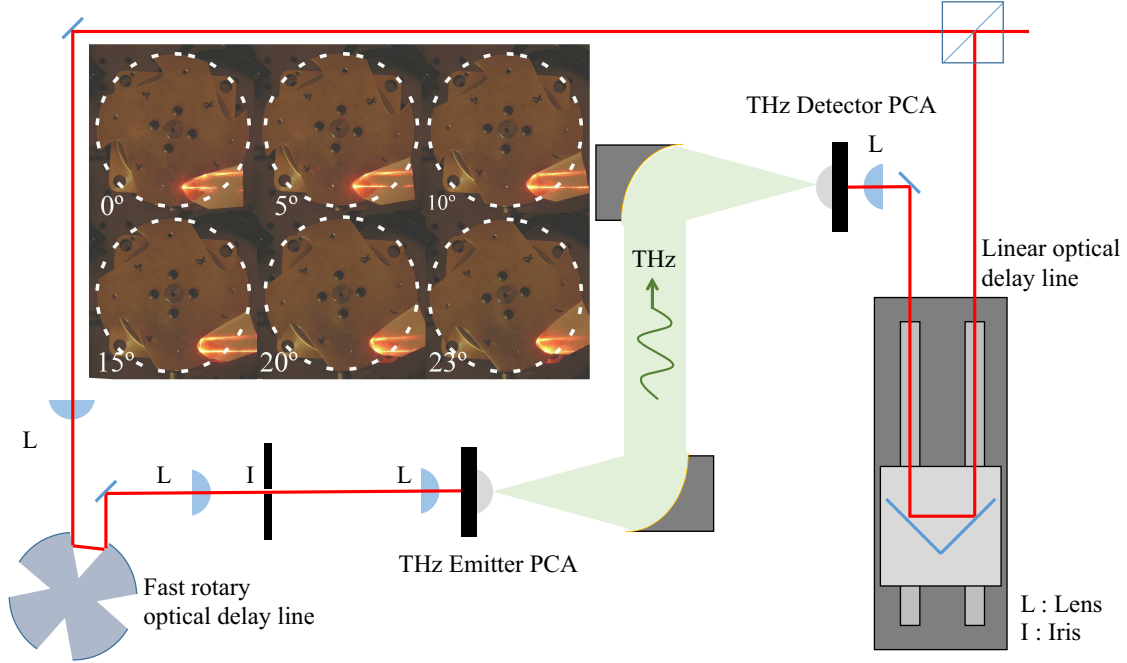 THz Detector PCA
L
0º
5º
10º
THz
Linear optical
delay line
15º
20º
23º
L
L
I
L
THz Emitter PCA
Fast rotary
optical delay line
L : Lens
I : Iris